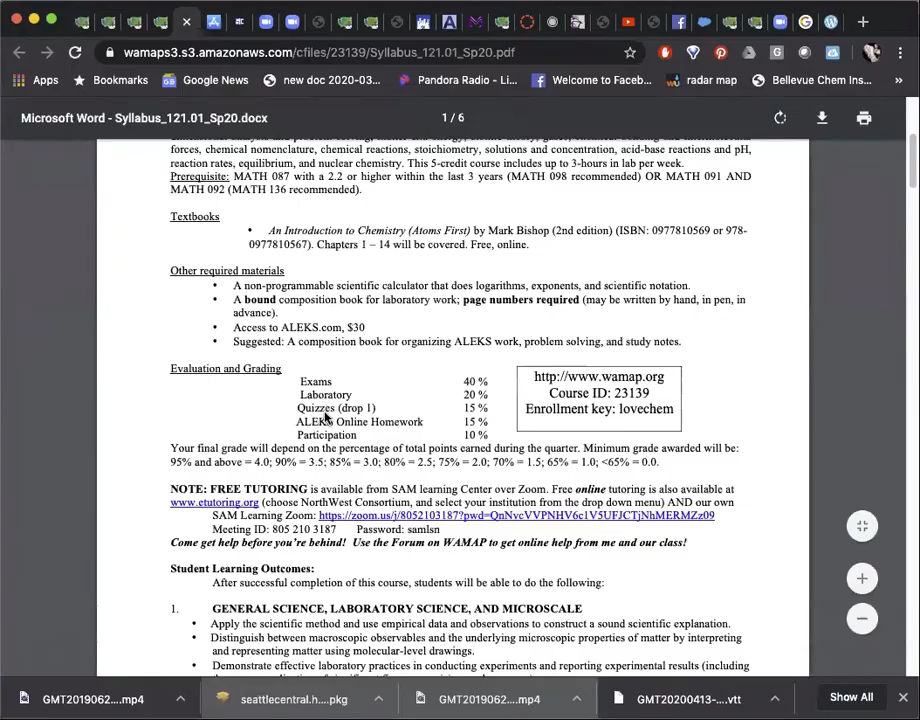 wamaps3.s3.amazonaws.com/cfiles/23139/Syllabus_121.01_Sp20.pdf
Apps Bookmarks Google News new doc 2020-03... Pandora Radio - Li... Welcome to Faceb... radar map Bellevue Chem Ins... »
Microsoft Word - Syllabus_121.01_Sp20.docx 1 / 6
forces, chemical nomenclature, chemical reactions, stoichiometry, solutions and concentration, acid-base reactions and pH,
reaction rates, equilibrium, and nuclear chemistry. This 5-credit course includes up to 3-hours in lab per week.
Prerequisite: MATH 087 with a 2.2 or higher within the last 3 years (MATH 098 recommended) OR MATH 091 AND
MATH 092 (MATH 136 recommended).
Textbooks
• An Introduction to Chemistry (Atoms First) by Mark Bishop (2nd edition) (ISBN: 0977810569 or 978-
0977810567). Chapters 1 – 14 will be covered. Free, online.
Other required materials
• A non-programmable scientific calculator that does logarithms, exponents, and scientific notation.
• A bound composition book for laboratory work; page numbers required (may be written by hand, in pen, in
advance).
• Access to ALEKS.com, $30
• Suggested: A composition book for organizing ALEKS work, problem solving, and study notes.
Evaluation and Grading
Exams 40 %
Laboratory 20 %
Quizzes (drop 1) 15 %
ALEKS Online Homework 15 %
Participation 10 %
http://www.wamap.org
Course ID: 23139
Enrollment key: lovechem
Your final grade will depend on the percentage of total points earned during the quarter. Minimum grade awarded will be:
95% and above = 4.0; 90% = 3.5; 85% = 3.0; 80% = 2.5; 75% = 2.0; 70% = 1.5; 65% = 1.0; <65% = 0.0.
NOTE: FREE TUTORING is available from SAM learning Center over Zoom. Free online tutoring is also available at
www.etutoring.org (choose NorthWest Consortium, and select your institution from the drop down menu) AND our own
SAM Learning Zoom: https://zoom.us/j/8052103187?pwd=QnNvcVVPNHV6c1V5UFJCTjNhMERMZz09
Meeting ID: 805 210 3187 Password: samlsn
Come get help before you're behind! Use the Forum on WAMAP to get online help from me and our class!
Student Learning Outcomes:
After successful completion of this course, students will be able to do the following:
1. GENERAL SCIENCE, LABORATORY SCIENCE, AND MICROSCALE
• Apply the scientific method and use empirical data and observations to construct a sound scientific explanation.
• Distinguish between macroscopic observables and the underlying microscopic properties of matter by interpreting
and representing matter using molecular-level drawings.
• Demonstrate effective laboratory practices in conducting experiments and reporting experimental results (including
GMT2019062....mp4 seattlecentral.h....pkg GMT2019062....mp4 GMT20200413-....vtt Show All